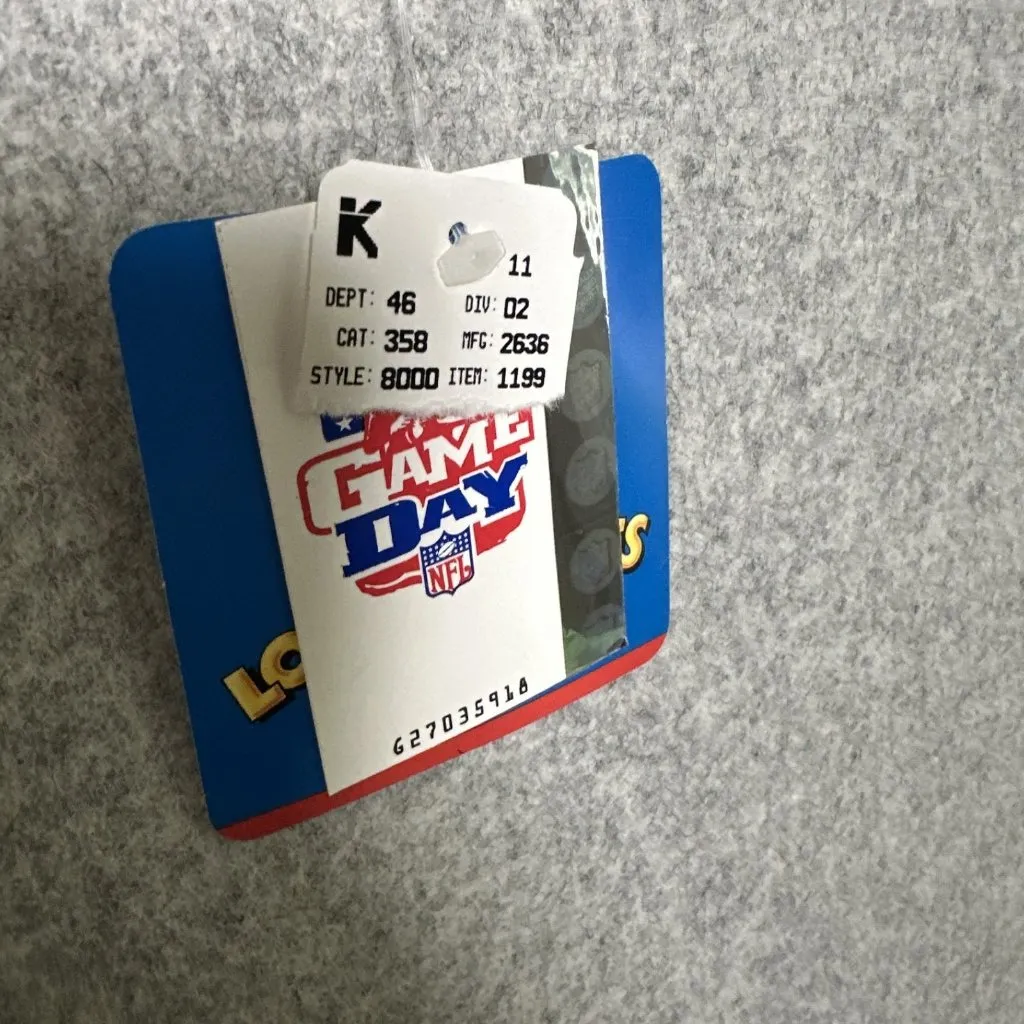 K
11
DEPT: 46 DIV: 02
CAT: 358 MFG: 2636
STYLE: 8000 ITEM: 1199
GAME
DAY
NFL
627035918